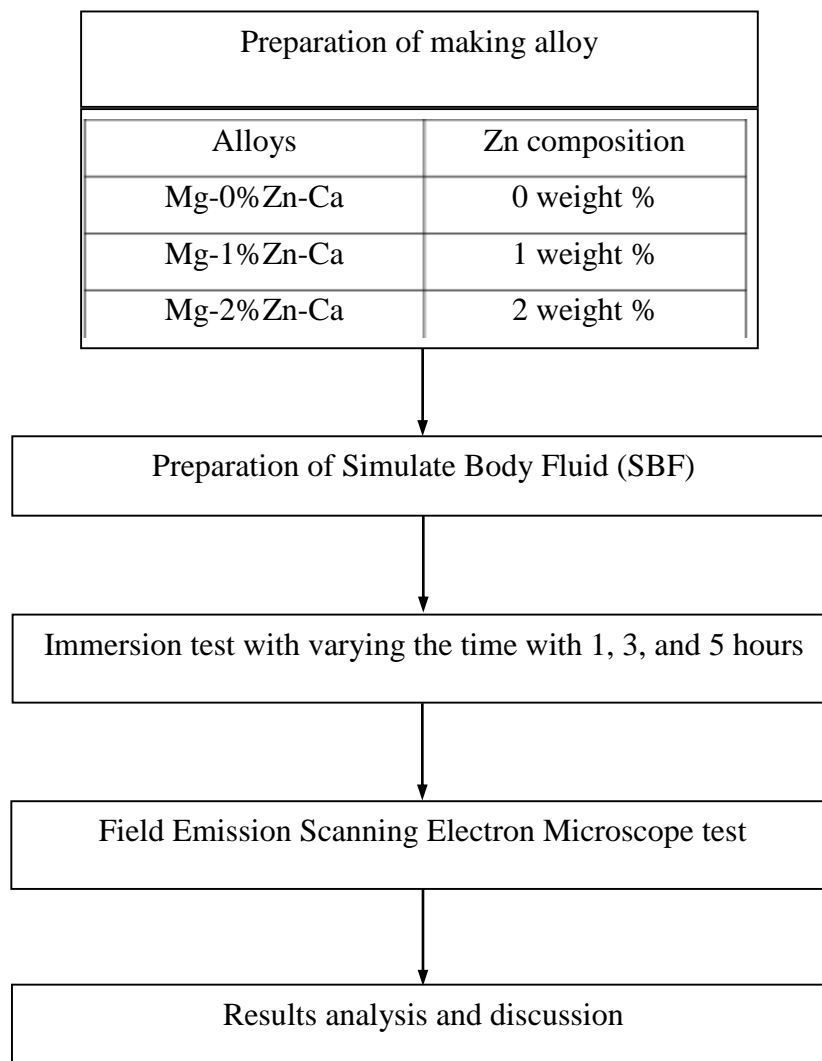 Preparation of making alloy
Alloys Zn composition
Mg-0%Zn-Ca 0 weight %
Mg-1%Zn-Ca 1 weight %
Mg-2%Zn-Ca 2 weight %
Preparation of Simulate Body Fluid (SBF)
Immersion test with varying the time with 1, 3, and 5 hours
Field Emission Scanning Electron Microscope test
Results analysis and discussion